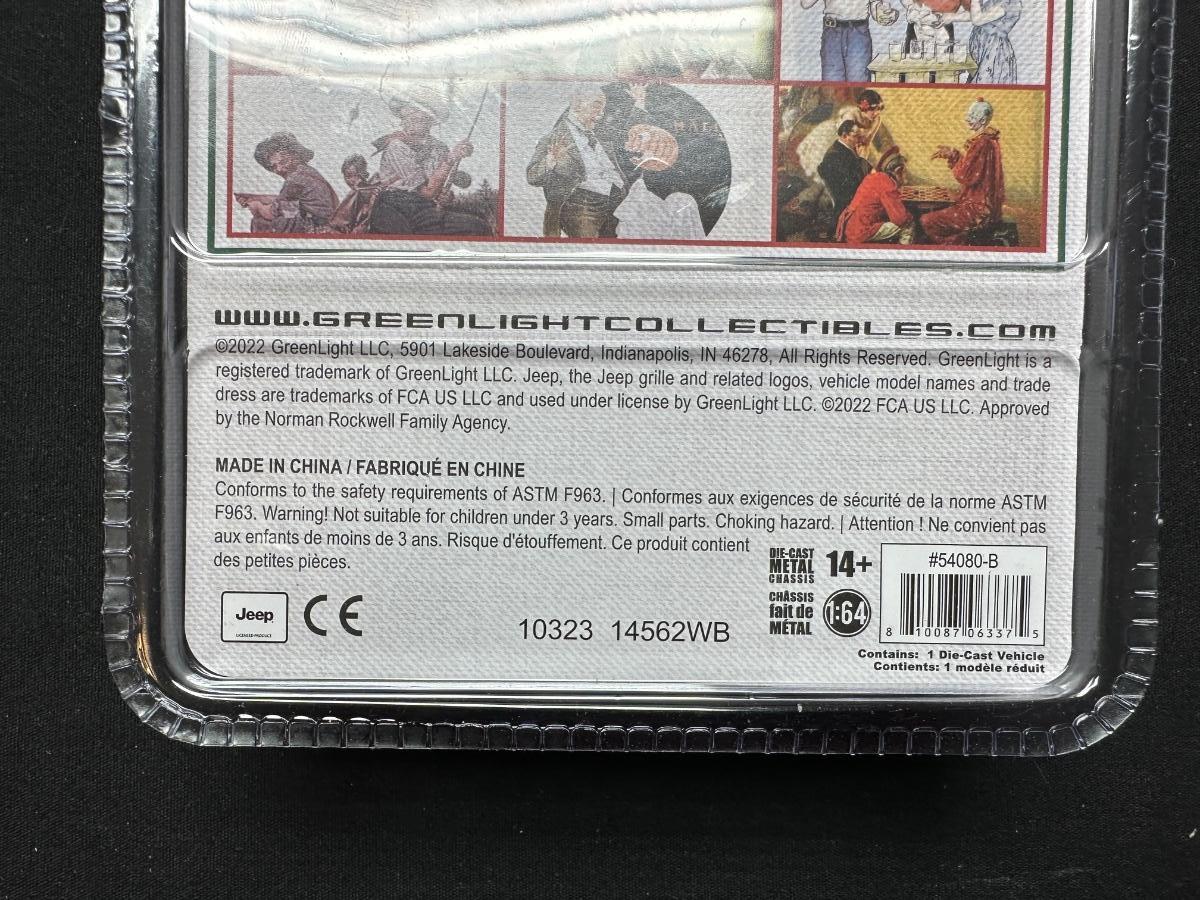 WWW.GREENLIGHTCOLLECTIBLES.COM
©2022 GreenLight LLC, 5901 Lakeside Boulevard, Indianapolis, IN 46278, All Rights Reserved. GreenLight is a
registered trademark of GreenLight LLC. Jeep, the Jeep grille and related logos, vehicle model names and trade
dress are trademarks of FCA US LLC and used under license by GreenLight LLC. ©2022 FCA US LLC. Approved
by the Norman Rockwell Family Agency.
MADE IN CHINA / FABRIQUÉ EN CHINE
Conforms to the safety requirements of ASTM F963. | Conformes aux exigences de sécurité de la norme ASTM
F963. Warning! Not suitable for children under 3 years. Small parts. Choking hazard. | Attention ! Ne convient pas
aux enfants de moins de 3 ans. Risque d'étouffement. Ce produit contient
des petites pièces.
Jeep
LICENSED PRODUCT
CE
10323 14562WB
DIE-CAST
METAL
CHASSIS
14+
CHÂSSIS
fait de
MÉTAL
1:64
#54080-B
8 10087 06337 5
Contains: 1 Die-Cast Vehicle
Contient: 1 modèle réduit